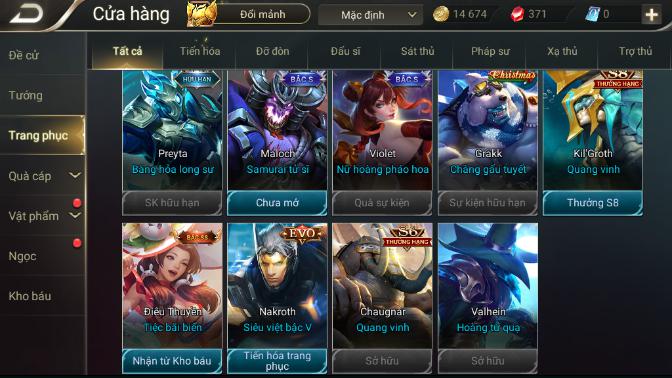 Cửa hàng
Đổi mảnh
Mặc định
14 674
371
0
Đề cử
Tướng
Trang phục
Quà cáp
Vật phẩm
Ngọc
Kho báu
Tất cả
Tiến hóa
Đỡ đòn
Đấu sĩ
Sát thủ
Pháp sư
Xạ thủ
Trợ thủ
HỮU HẠN
Preyta
Băng hỏa long sư
SK hữu hạn
BẬC S
Maloch
Samurai tử sĩ
Chưa mở
BẬC S
Violet
Nữ hoàng pháo hoa
Quà sự kiện
Christmas
Grakk
Chàng gấu tuyết
Sự kiện hữu hạn
S8
THƯỞNG HẠNG
Kil'Groth
Quang vinh
Thưởng S8
BẬC SS
Điêu Thuyền
Tiệc bãi biển
Nhận từ Kho báu
EVO
Nakroth
Siêu việt bậc V
Tiến hóa trang
phục
S6
THƯỞNG HẠNG
Chaugnar
Quang vinh
Sở hữu
Valhein
Hoàng tử quạ
Sở hữu